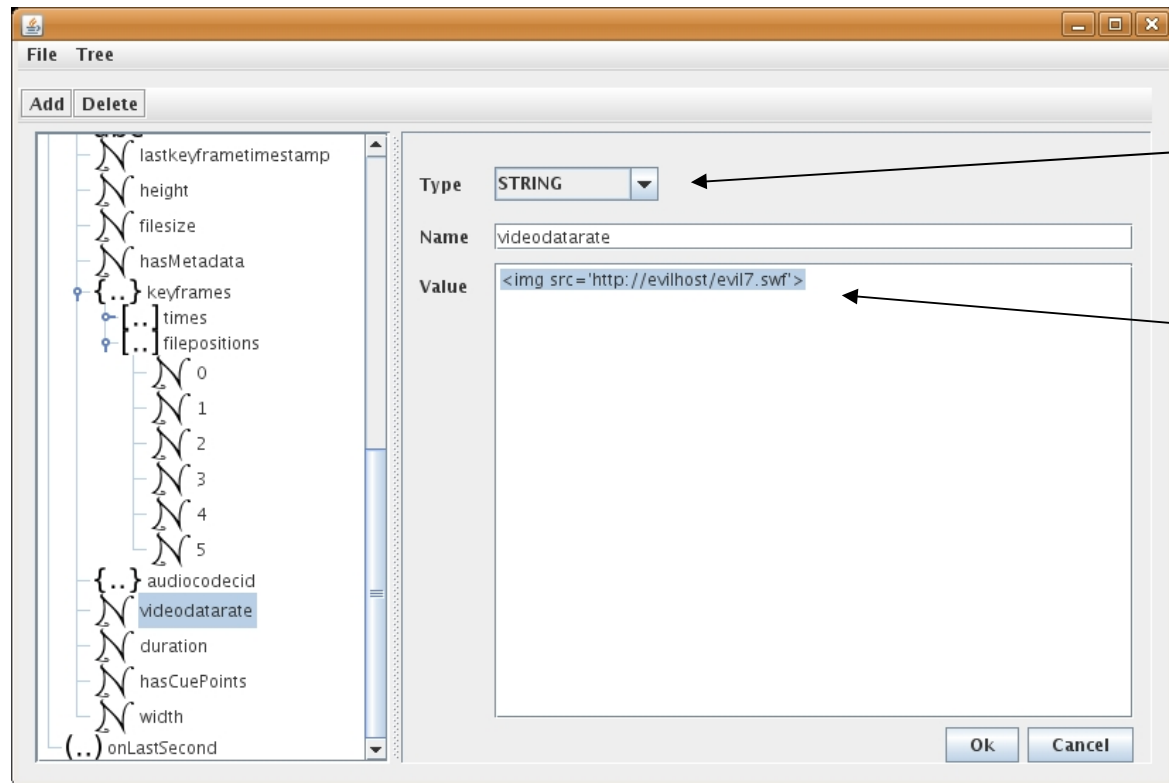 File Tree
Add Delete
lastkeyframetimestamp
height
filesize
hasMetadata
{..} keyframes
[..] times
[..] filepositions
N 0
N 1
N 2
N 3
N 4
N 5
{..} audiocodecid
N videodatarate
N duration
N hasCuePoints
N width
(..) onLastSecond
Type STRING
Name videodatarate
Value <img src='http://evilhost/evil7.swf'>
Ok Cancel